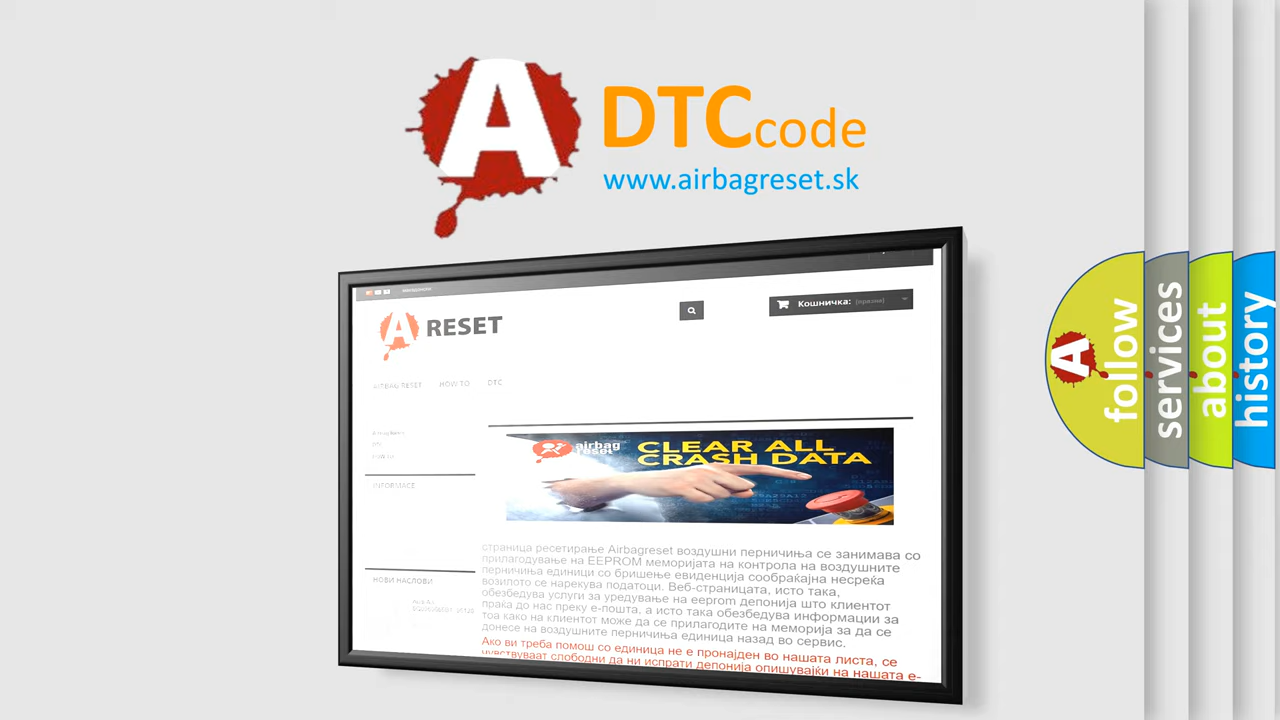 A
DTC code
www.airbagreset.sk
A RESET
Кошничка: (празни)
AIRBAG RESET HOW TO DTC
DTC
INFORMACE
НОВИ НАСЛОВИ
airbag
reset
CLEAR ALL
CRASH DATA
страница ресетирање Airbagreset воздушни перничиња се занимава со
прилагодување на EEPROM меморијата на контрола на воздушните
перничиња единици со бришење евиденција сообраќајна несреќа
возилото се нарекува податоци. Веб-страницата, исто така,
обезбедува услуги за уредување на eeprom депонија што клиентот
праќа до нас преку е-пошта, а исто така обезбедува информации за
тоа како на клиентот може да се прилагодите на меморија за да се
донесе на воздушните перничиња единица назад во сервис.
Ако ви треба помош со единица не е пронајден во нашата листа, се
чувствуваат слободни да ни испрати депонија опишувајќи на нашата е-
A
follow
services
about
history